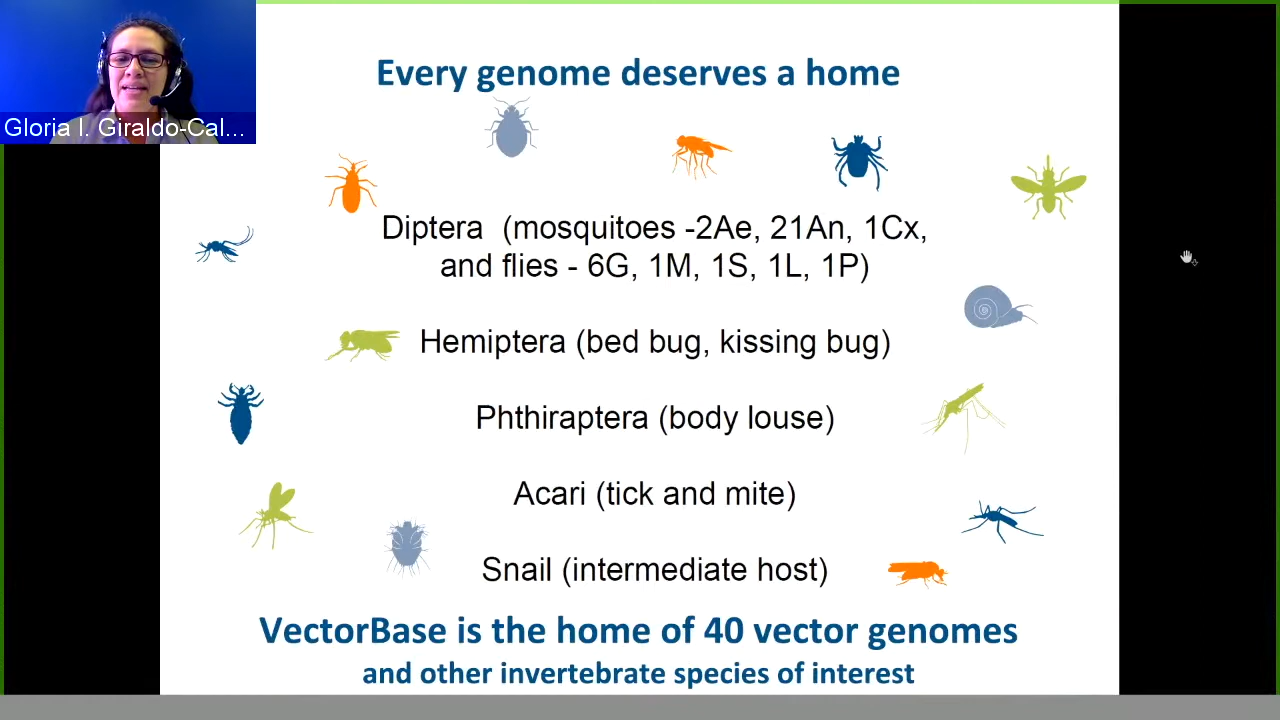 Every genome deserves a home
Gloria I. Giraldo-Cal...
Diptera (mosquitoes -2Ae, 21An, 1Cx,
and flies - 6G, 1M, 1S, 1L, 1P)
Hemiptera (bed bug, kissing bug)
Phthiraptera (body louse)
Acari (tick and mite)
Snail (intermediate host)
VectorBase is the home of 40 vector genomes
and other invertebrate species of interest